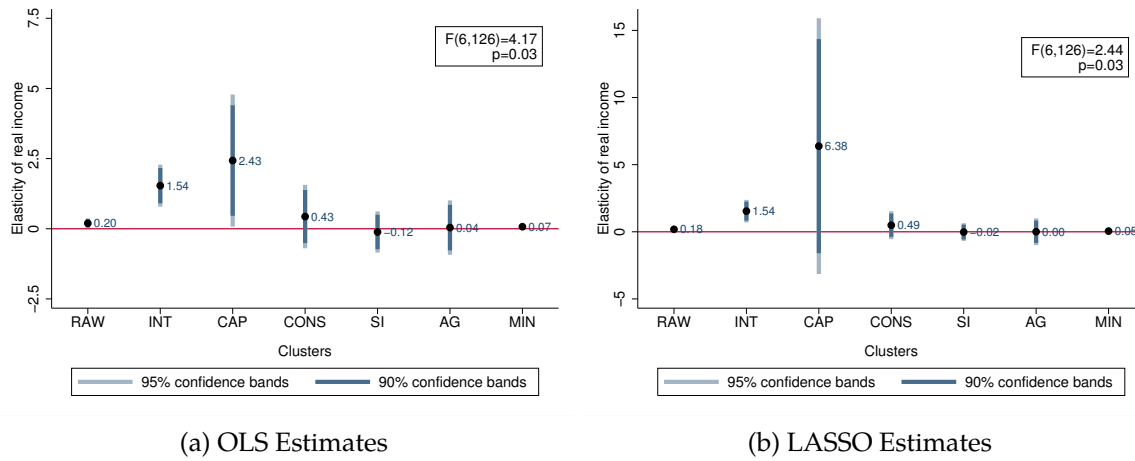 7.5
5
2.5
0
−2.5
Elasticity of real income
F(6,126)=4.17
p=0.03
0.20
1.54
2.43
0.43
−0.12
0.04
0.07
RAW INT CAP CONS SI AG MIN
Clusters
95% confidence bands 90% confidence bands
(a) OLS Estimates
15
10
5
0
−5
Elasticity of real income
F(6,126)=2.44
p=0.03
0.18
1.54
6.38
0.49
−0.02
0.00
0.05
RAW INT CAP CONS SI AG MIN
Clusters
95% confidence bands 90% confidence bands
(b) LASSO Estimates